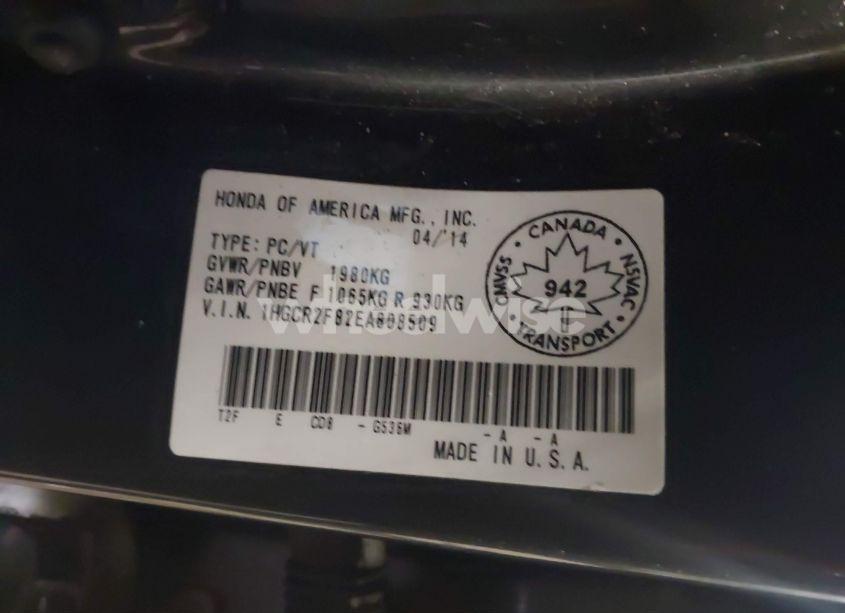 HONDA OF AMERICA MFG., INC.
04/'14
TYPE: PC/VT
GVWR/PNBV 1980KG
GAWR/PNBE F 1065KG R 930KG
V.I.N. 1HGCR2F82EA808509
CANADA
CMVSS
NSVAC
942
T
TRANSPORT
wheelwise
T2F E CD8 - G536M - A - A
MADE IN U.S.A.